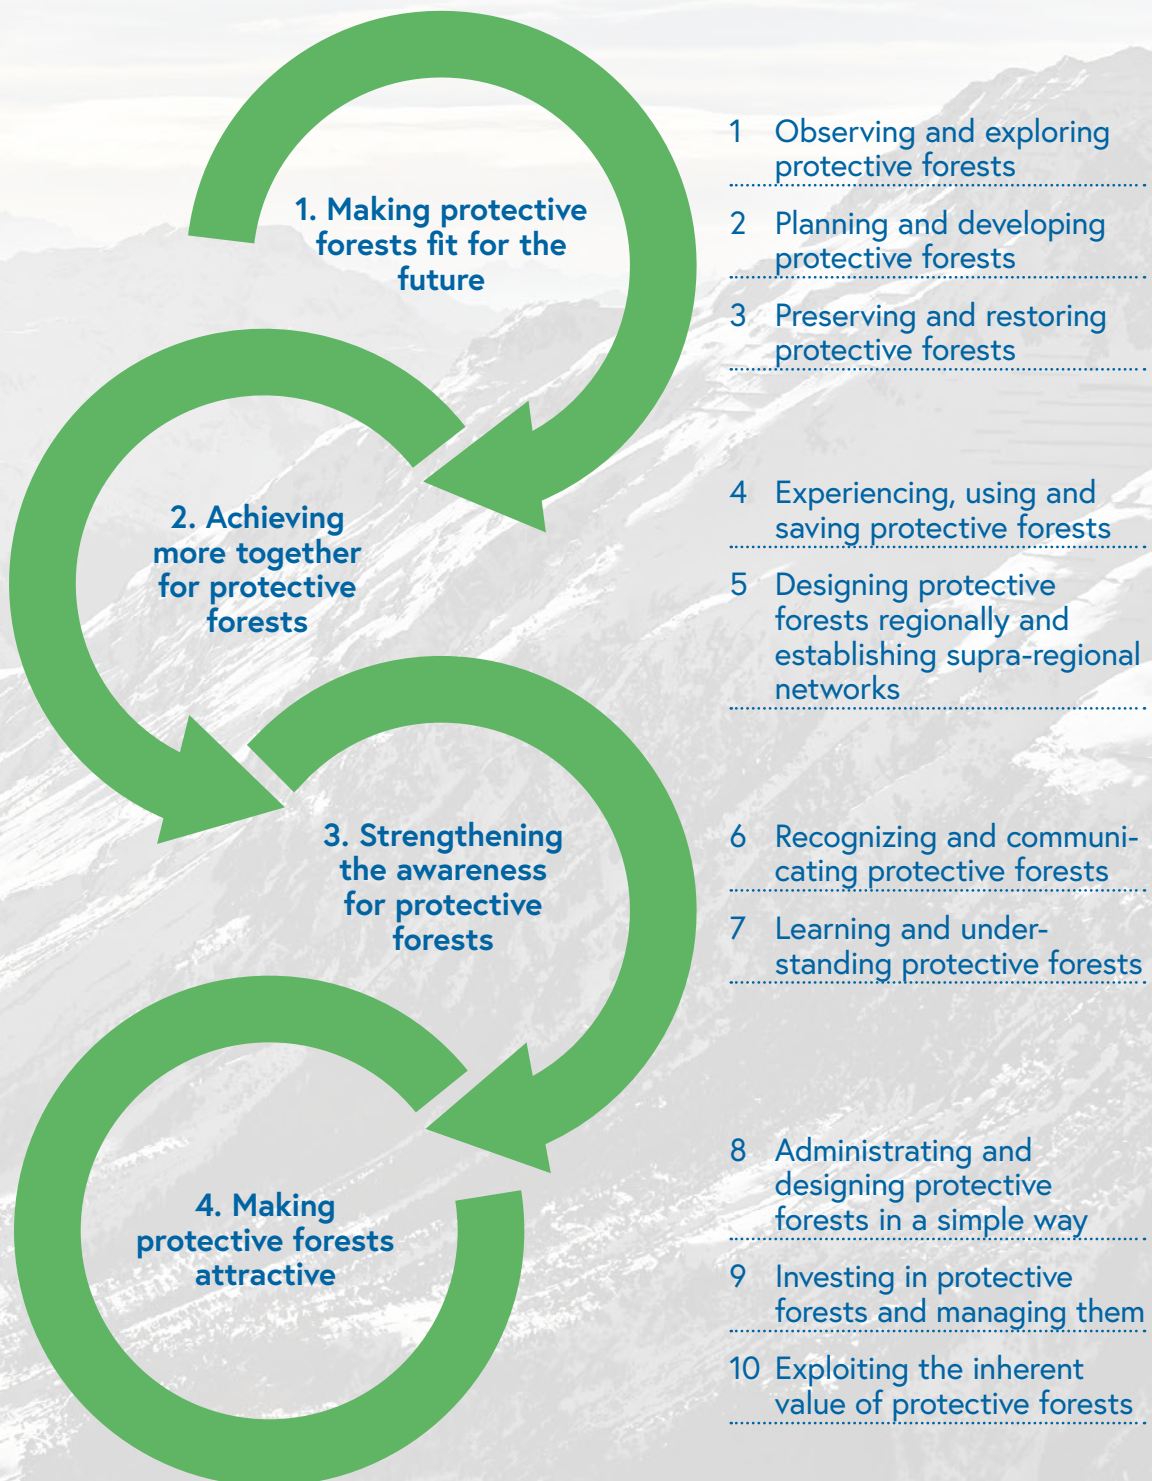 1. Making protective
forests fit for the
future
1 Observing and exploring
protective forests
2 Planning and developing
protective forests
3 Preserving and restoring
protective forests
2. Achieving
more together
for protective
forests
4 Experiencing, using and
saving protective forests
5 Designing protective
forests regionally and
establishing supra-regional
networks
3. Strengthening
the awareness
for protective
forests
6 Recognizing and communi-
cating protective forests
7 Learning and under-
standing protective forests
4. Making
protective forests
attractive
8 Administrating and
designing protective
forests in a simple way
9 Investing in protective
forests and managing them
10 Exploiting the inherent
value of protective forests